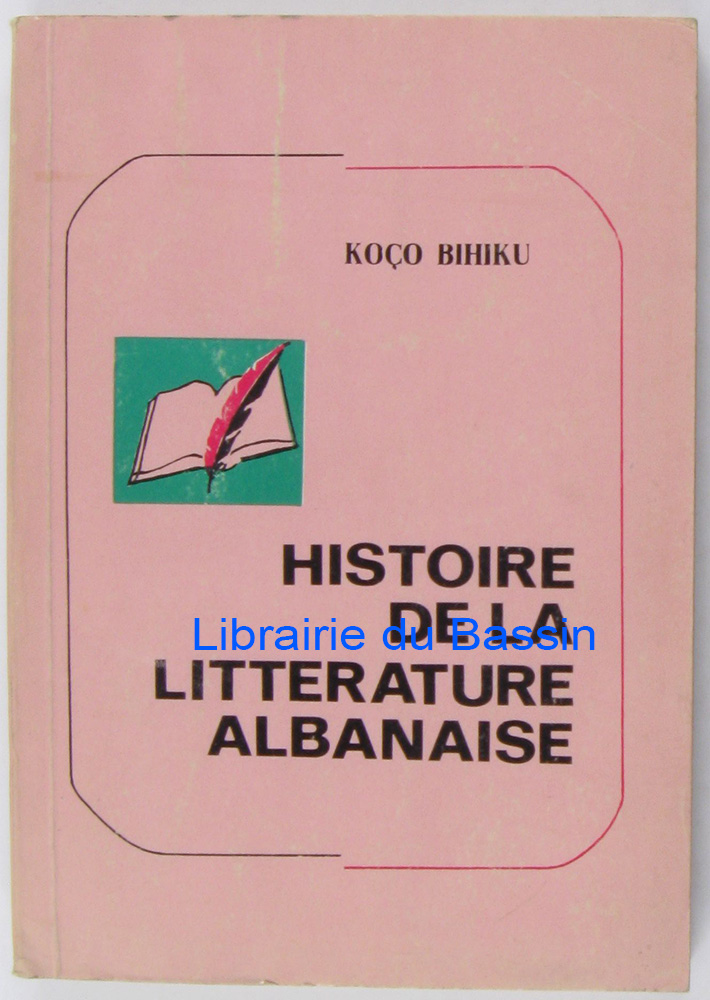 KOÇO BIHIKU
HISTOIRE
DE LA
Librairie du Bassin
LITTERATURE
ALBANAISE